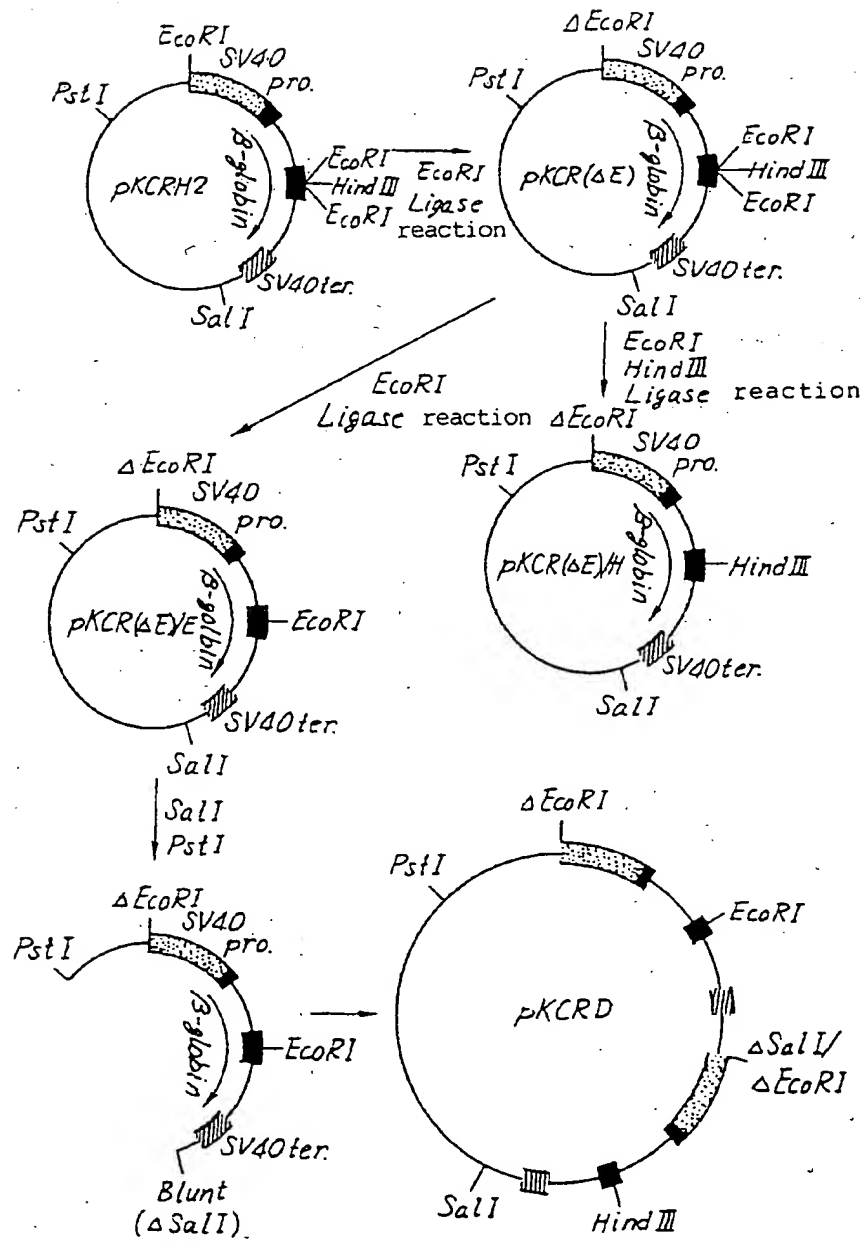 EcoRI
SV40
pro.
PstI
β-globin
pKCRH2
EcoRI
HindIII
EcoRI
SV40ter.
SalI
EcoRI
Ligase
reaction
ΔEcoRI
SV40
pro.
PstI
β-globin
pKCR(ΔE)
EcoRI
HindIII
EcoRI
SV40ter.
SalI
EcoRI
Ligase reaction
EcoRI
HindIII
Ligase reaction
ΔEcoRI
SV40
pro.
PstI
β-golbin
pKCR(ΔE)/E
EcoRI
SV40ter.
SalI
ΔEcoRI
SV40
pro.
PstI
β-globin
pKCR(ΔE)/H
HindIII
SV40ter.
SalI
SalI
PstI
ΔEcoRI
SV40
pro.
PstI
β-globin
EcoRI
SV40ter.
Blunt
(ΔSalI)
ΔEcoRI
PstI
EcoRI
pKCRD
ΔSalI/
ΔEcoRI
SalI
HindIII